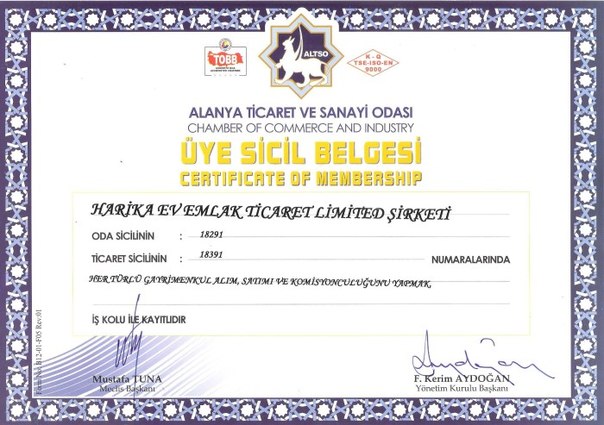 TOBB
ALTSO
K - Q
TSE-ISO-EN
9000
ALANYA TİCARET VE SANAYİ ODASI
CHAMBER OF COMMERCE AND INDUSTRY
ÜYE SİCİL BELGESİ
CERTIFICATE OF MEMBERSHIP
HARİKA EV EMLAK TİCARET LİMİTED ŞİRKETİ
ODA SİCİLİNİN : 18291
TİCARET SİCİLİNİN : 18391 NUMARALARINDA
HER TÜRLÜ GAYRİMENKUL ALIM, SATIMI VE KOMİSYONCULUĞUNU YAPMAK,
İŞ KOLU İLE KAYITLIDIR
Mustafa TUNA
Meclis Başkanı
F. Kerim AYDOĞAN
Yönetim Kurulu Başkanı